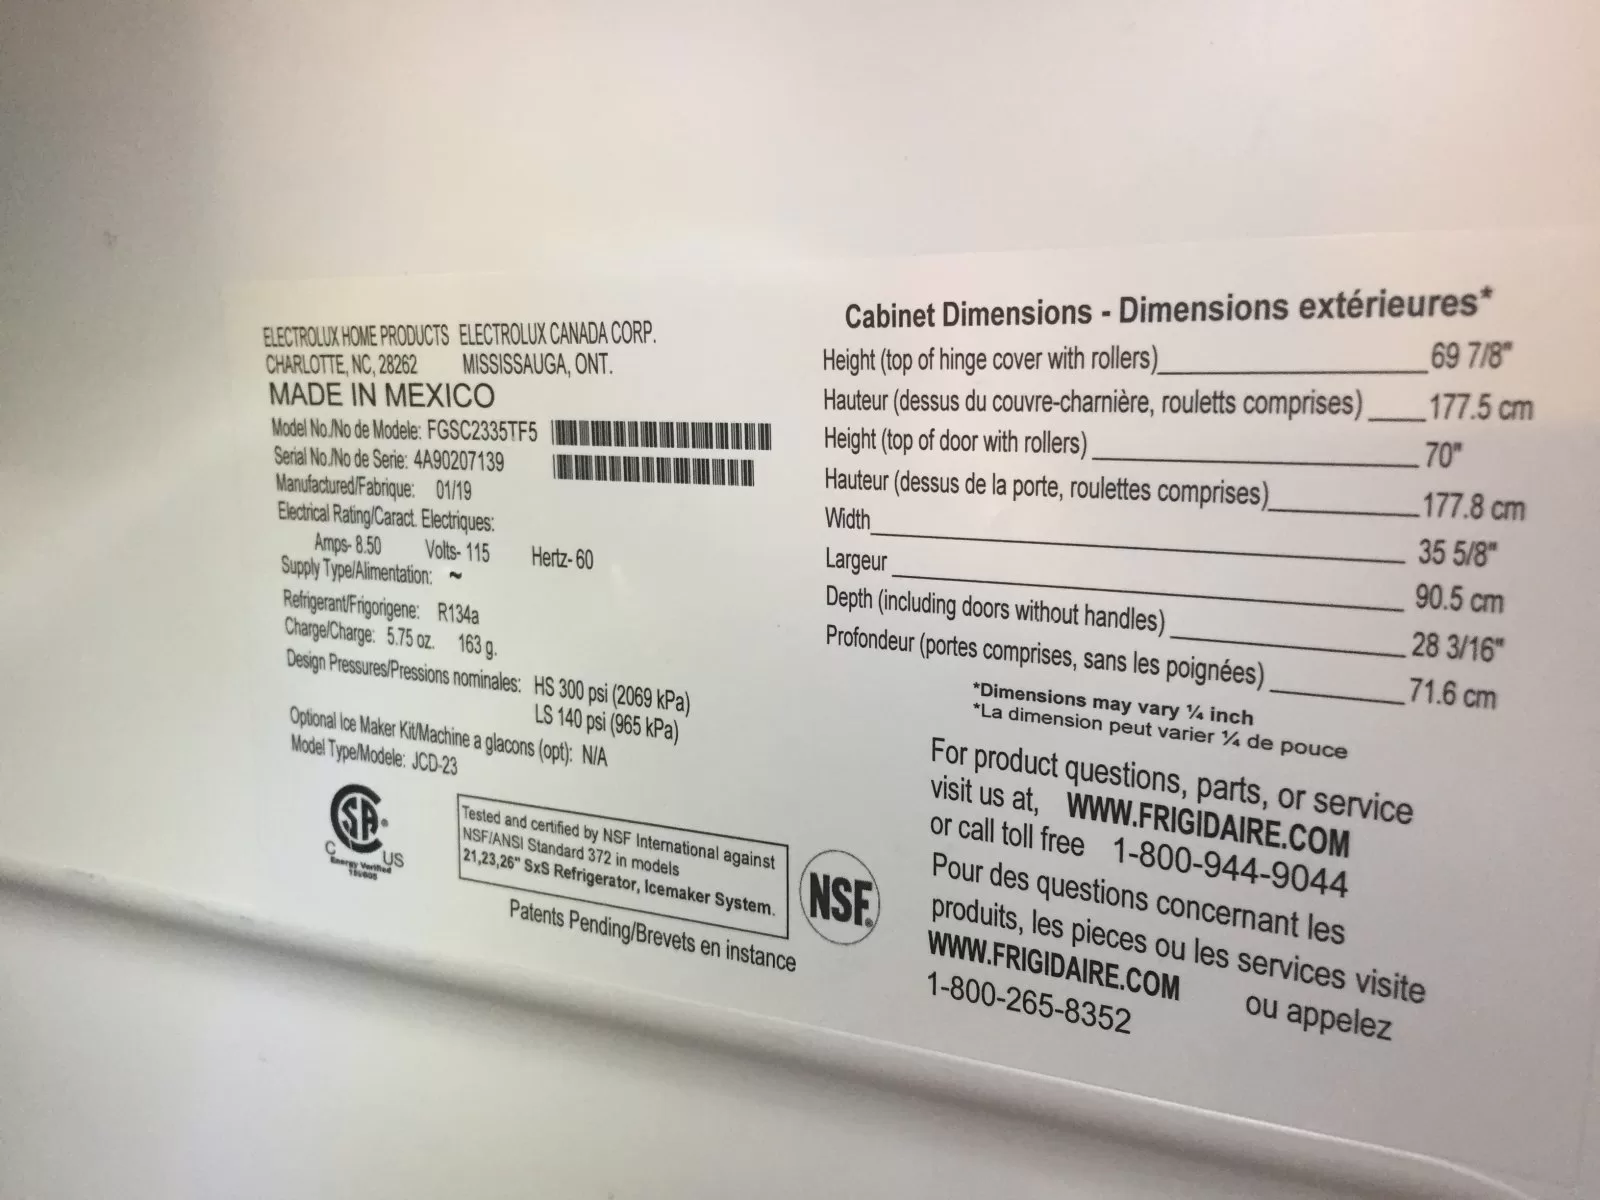 ELECTROLUX HOME PRODUCTS ELECTROLUX CANADA CORP.
CHARLOTTE, NC, 28262 MISSISSAUGA, ONT.
MADE IN MEXICO
Model No./No de Modele: FGSC2335TF5
Serial No./No de Serie: 4A90207139
Manufactured/Fabrique: 01/19
Electrical Rating/Caract. Electriques:
Amps- 8.50 Volts- 115 Hertz- 60
Supply Type/Alimentation: ~
Refrigerant/Frigorigene: R134a
Charge/Charge: 5.75 oz. 163 g.
Design Pressures/Pressions nominales: HS 300 psi (2069 kPa)
LS 140 psi (965 kPa)
Optional Ice Maker Kit/Machine a glacons (opt): N/A
Model Type/Modele: JCD-23
SA
C US
Energy Verified
Tested and certified by NSF International against
NSF/ANSI Standard 372 in models
21,23,26" SxS Refrigerator, Icemaker System.
NSF®
Patents Pending/Brevets en instance
Cabinet Dimensions - Dimensions extérieures*
Height (top of hinge cover with rollers) 69 7/8"
Hauteur (dessus du couvre-charnière, rouletts comprises) 177.5 cm
Height (top of door with rollers) 70"
Hauteur (dessus de la porte, roulettes comprises) 177.8 cm
Width 35 5/8"
Largeur 90.5 cm
Depth (including doors without handles) 28 3/16"
Profondeur (portes comprises, sans les poignées) 71.6 cm
*Dimensions may vary ¼ inch
*La dimension peut varier ¼ de pouce
For product questions, parts, or service
visit us at, WWW.FRIGIDAIRE.COM
or call toll free 1-800-944-9044
Pour des questions concernant les
produits, les pieces ou les services visite
WWW.FRIGIDAIRE.COM ou appelez
1-800-265-8352